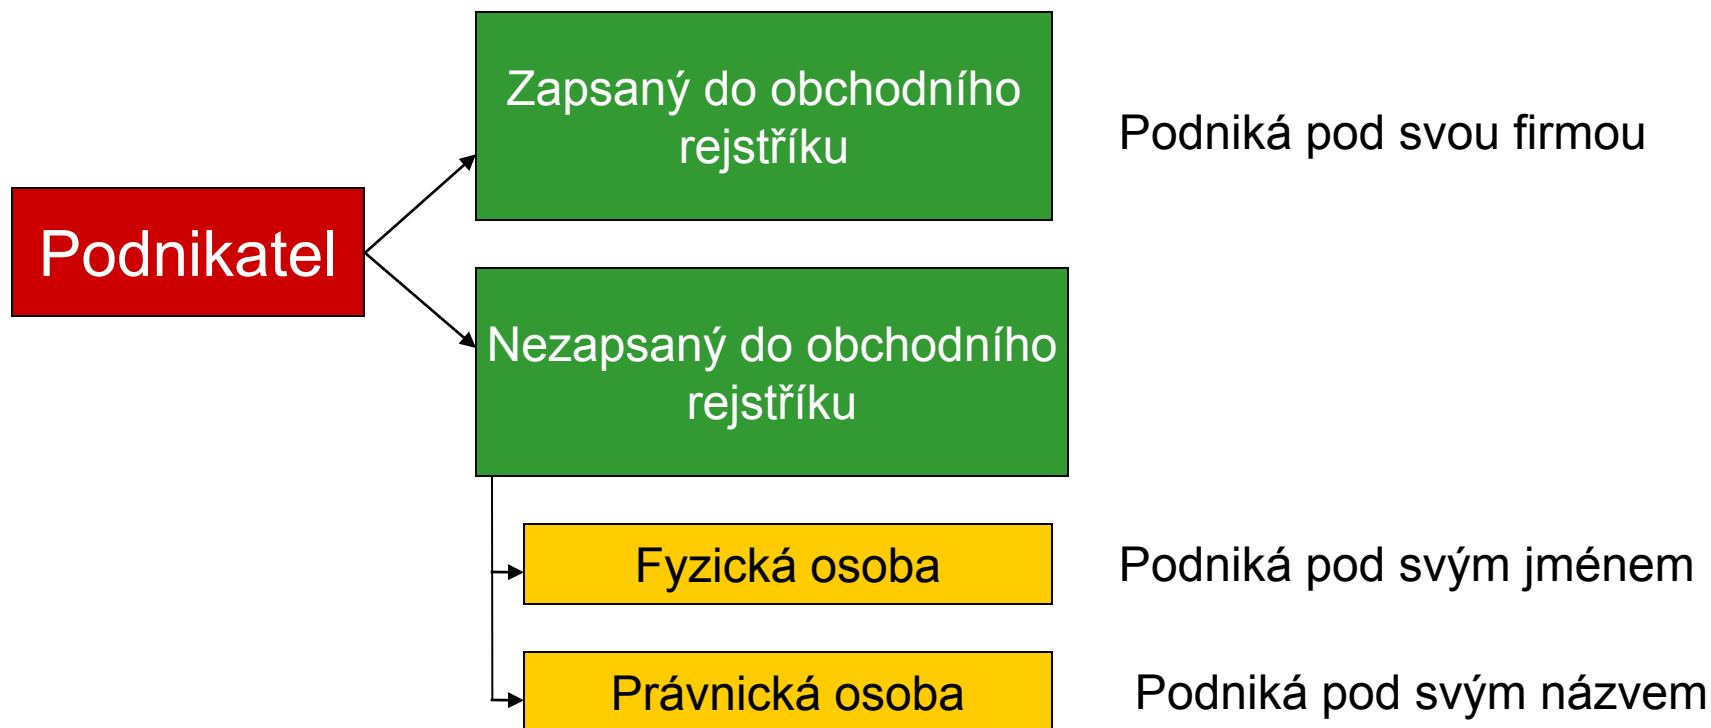 Zapsaný do obchodního
rejstříku
Podniká pod svou firmou
Podnikatel
Nezapsaný do obchodního
rejstříku
Fyzická osoba
Podniká pod svým jménem
Právnická osoba
Podniká pod svým názvem